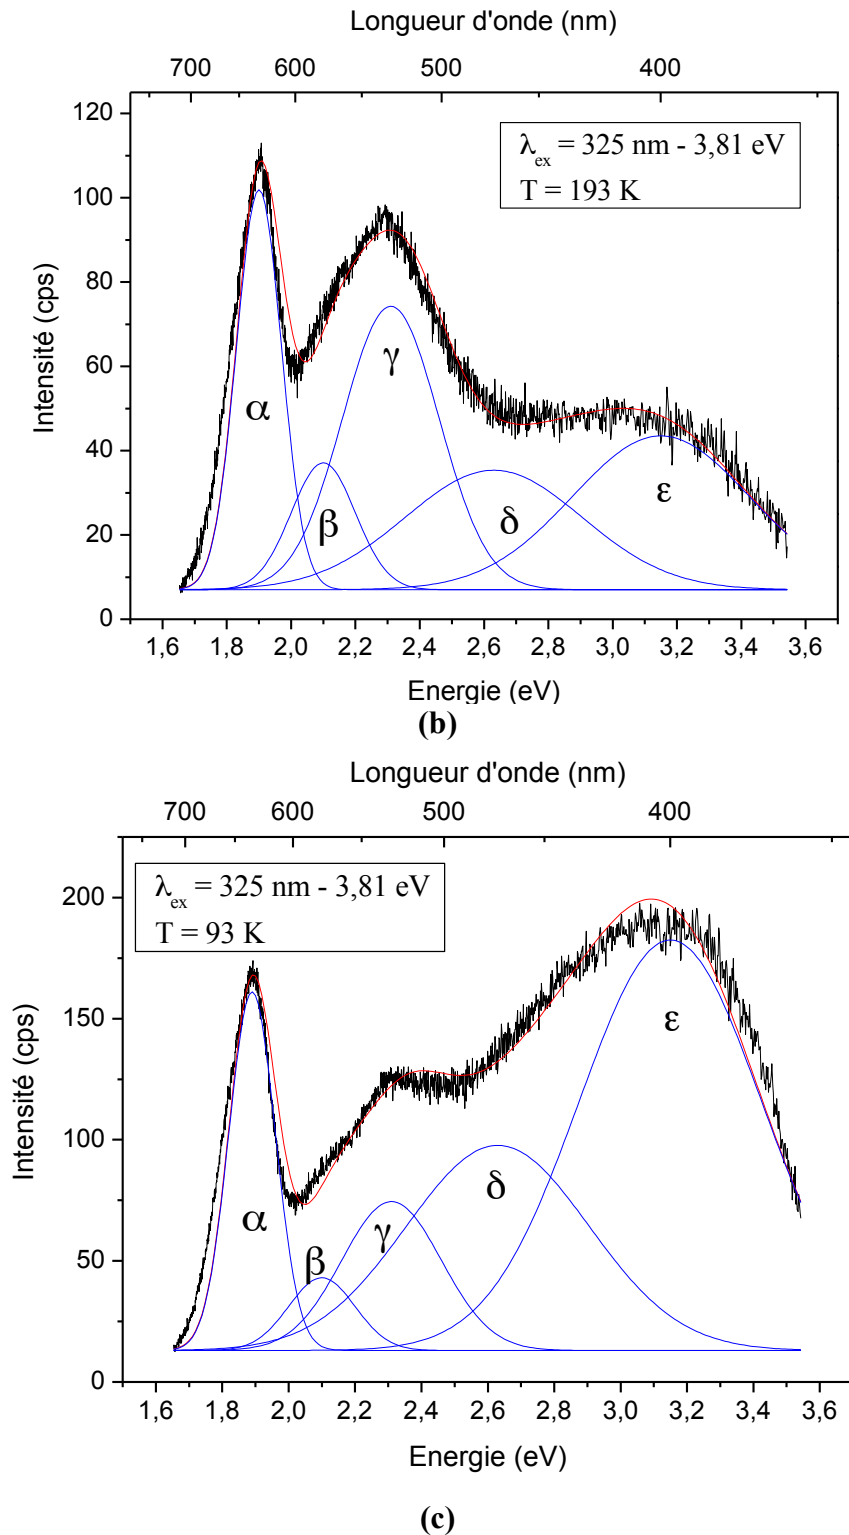 Longueur d'onde (nm)
700 600 500 400
120
100
80
60
40
20
0
Intensité (cps)
λex = 325 nm - 3,81 eV
T = 193 K
α
β
γ
δ
ε
1,6 1,8 2,0 2,2 2,4 2,6 2,8 3,0 3,2 3,4 3,6
Energie (eV)
(b)
Longueur d'onde (nm)
700 600 500 400
200
150
100
50
0
Intensité (cps)
λex = 325 nm - 3,81 eV
T = 93 K
α
β
γ
δ
ε
1,6 1,8 2,0 2,2 2,4 2,6 2,8 3,0 3,2 3,4 3,6
Energie (eV)
(c)